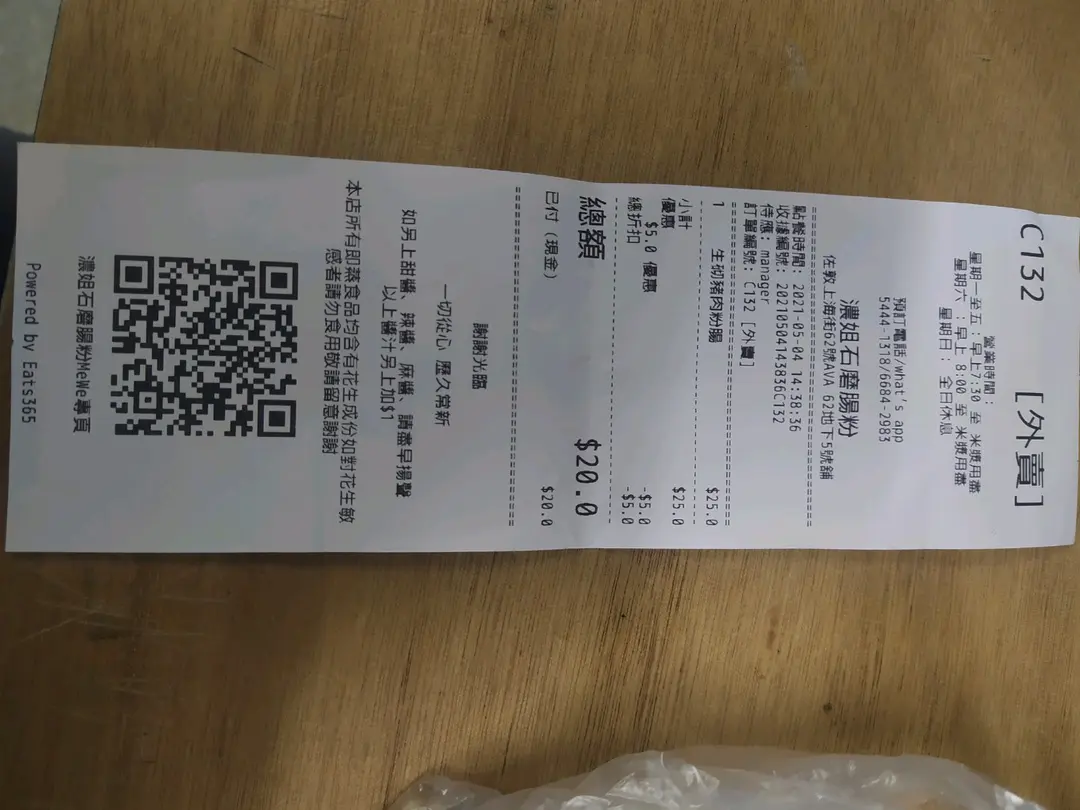 C132 [外賣]
營業時間：
星期一至五：早上7:30 至 米漿用盡
星期六 ：早上 8:00 至 米漿用盡
星期日： 全日休息
預訂電話/what's app
5444-1318/6684-2983
濃姐石磨腸粉
佐敦上海街62號AVA 62地下5號舖
點餐時間: 2021-05-04 14:38:36
收據編號: 20210504143836C132
待應: manager
訂單編號: C132 [外賣]
1 生剏豬肉粉腸 $25.0
小計 $25.0
優惠 -$5.0
$5.0 優惠
總折扣 -$5.0
總額 $20.0
已付 (現金) $20.0
謝謝光臨
一切從心 歷久常新
如另上甜醬、辣醬、麻醬、請盡早揚聲
以上醬汁另上加$1
本店所有即蒸食品均含有花生成份如對花生敏
感者請勿食用敬請留意謝謝
濃姐石磨腸粉MeWe專頁
Powered by Eats365